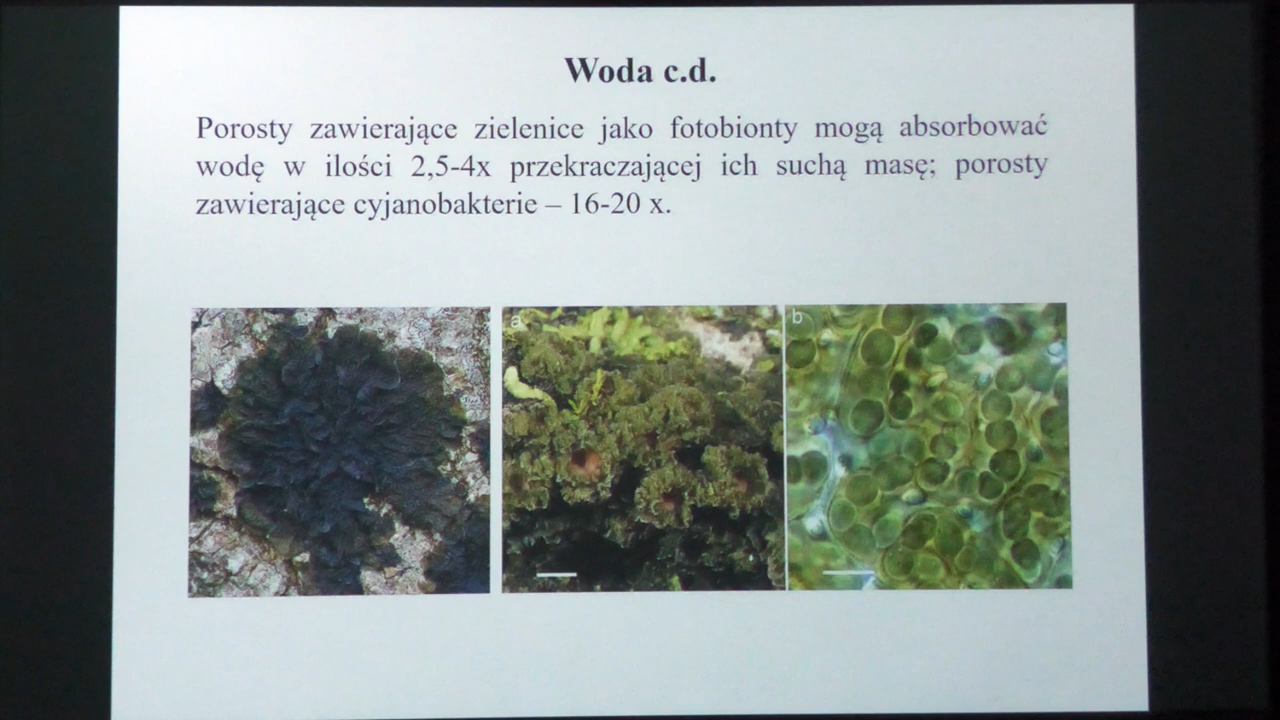 Woda c.d.
Porosty zawierające zielenice jako fotobionty mogą absorbować
wodę w ilości 2,5-4x przekraczającej ich suchą masę; porosty
zawierające cyjanobakterie – 16-20 x.
a
b